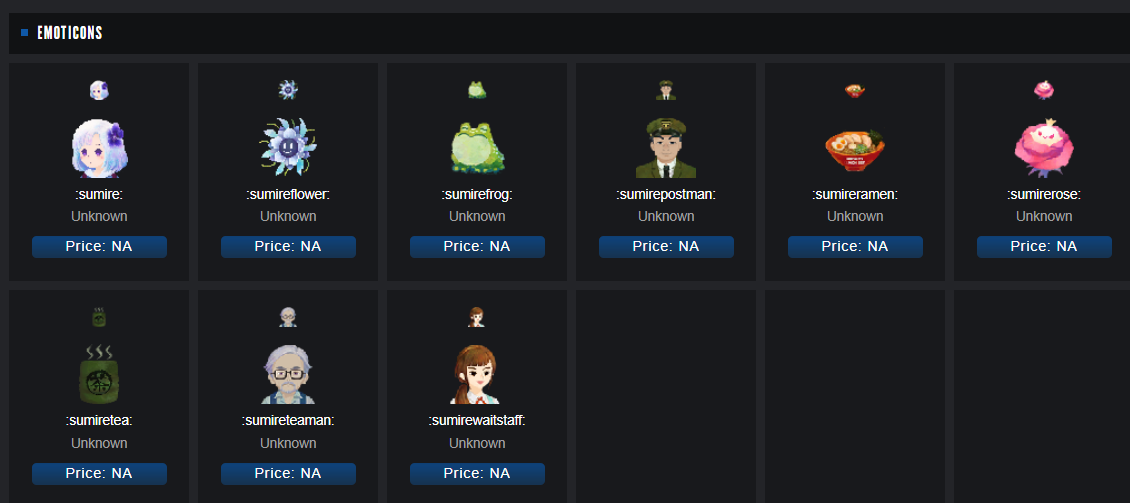 EMOTICONS
:sumire: :sumireflower: :sumirefrog: :sumirepostman: :sumireramen: :sumirerose:
Unknown Unknown Unknown Unknown Unknown Unknown
Price: NA Price: NA Price: NA Price: NA Price: NA Price: NA
茶
:sumiretea: :sumireteaman: :sumirewaitstaff:
Unknown Unknown Unknown
Price: NA Price: NA Price: NA